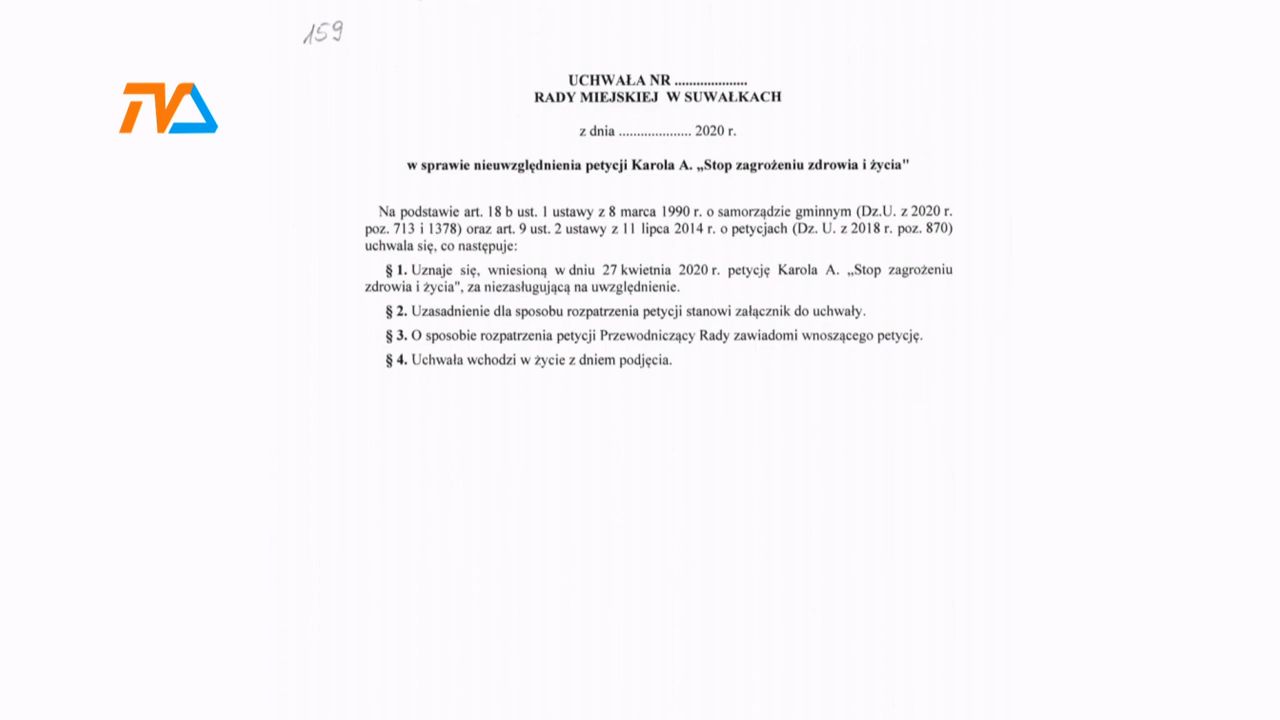 159
TVA
UCHWAŁA NR ....................
RADY MIEJSKIEJ W SUWAŁKACH
z dnia .................... 2020 r.
w sprawie nieuwzględnienia petycji Karola A. „Stop zagrożeniu zdrowia i życia"
Na podstawie art. 18 b ust. 1 ustawy z 8 marca 1990 r. o samorządzie gminnym (Dz.U. z 2020 r.
poz. 713 i 1378) oraz art. 9 ust. 2 ustawy z 11 lipca 2014 r. o petycjach (Dz. U. z 2018 r. poz. 870)
uchwala się, co następuje:
§ 1. Uznaje się, wniesioną w dniu 27 kwietnia 2020 r. petycję Karola A. „Stop zagrożeniu
zdrowia i życia", za niezasługującą na uwzględnienie.
§ 2. Uzasadnienie dla sposobu rozpatrzenia petycji stanowi załącznik do uchwały.
§ 3. O sposobie rozpatrzenia petycji Przewodniczący Rady zawiadomi wnoszącego petycję.
§ 4. Uchwała wchodzi w życie z dniem podjęcia.